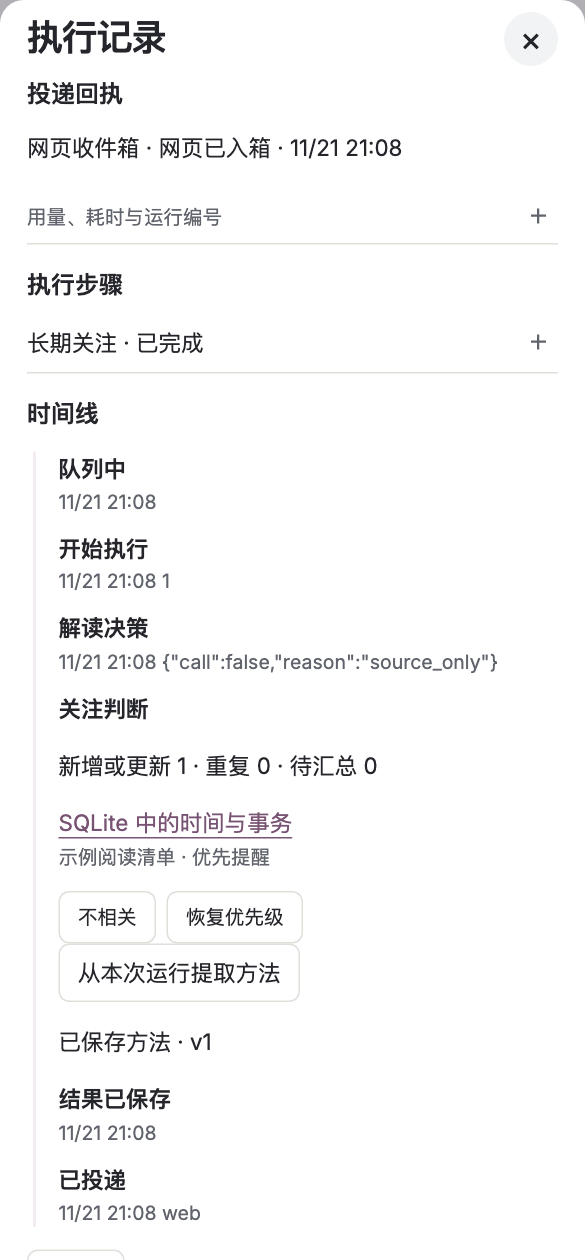 执行记录
投递回执
网页收件箱 · 网页已入箱 · 11/21 21:08
用量、耗时与运行编号
执行步骤
长期关注 · 已完成
时间线
队列中
11/21 21:08
开始执行
11/21 21:08 1
解读决策
11/21 21:08 {"call":false,"reason":"source_only"}
关注判断
新增或更新 1 · 重复 0 · 待汇总 0
SQLite 中的时间与事务
示例阅读清单 · 优先提醒
不相关 恢复优先级
从本次运行提取方法
已保存方法 · v1
结果已保存
11/21 21:08
已投递
11/21 21:08 web